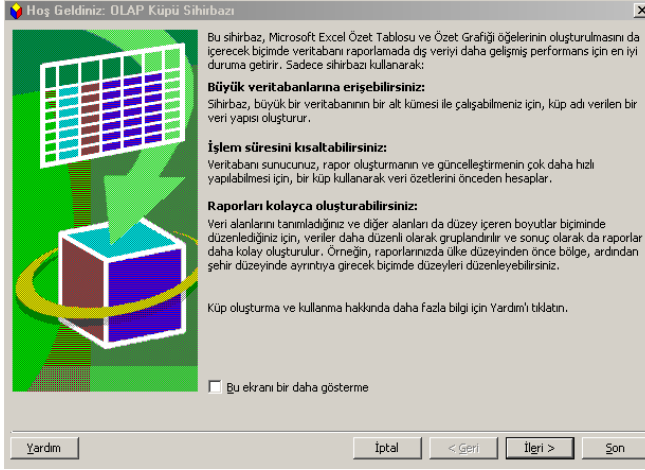 Hoş Geldiniz: OLAP Küpü Sihirbazı
Bu sihirbaz, Microsoft Excel Özet Tablosu ve Özet Grafiği öğelerinin oluşturulmasını da
içerecek biçimde veritabanı raporlamada dış veriyi daha gelişmiş performans için en iyi
duruma getirir. Sadece sihirbazı kullanarak:
Büyük veritabanlarına erişebilirsiniz:
Sihirbaz, büyük bir veritabanının bir alt kümesi ile çalışabilmeniz için, küp adı verilen bir
veri yapısı oluşturur.
İşlem süresini kısaltabilirsiniz:
Veritabanı sunucunuz, rapor oluşturmanın ve güncelleştirmenin çok daha hızlı
yapılabilmesi için, bir küp kullanarak veri özetlerini önceden hesaplar.
Raporları kolayca oluşturabilirsiniz:
Veri alanlarını tanımladığınız ve diğer alanları da düzey içeren boyutlar biçiminde
düzenlediğiniz için, veriler daha düzenli olarak gruplandırılır ve sonuç olarak da raporlar
daha kolay oluşturulur. Örneğin, raporlarınızda ülke düzeyinden önce bölge, ardından
şehir düzeyinde ayrıntıya girecek biçimde düzeyleri düzenleyebilirsiniz.
Küp oluşturma ve kullanma hakkında daha fazla bilgi için Yardım'ı tıklatın.
Bu ekranı bir daha gösterme
Yardım
İptal
< Geri
İleri >
Son